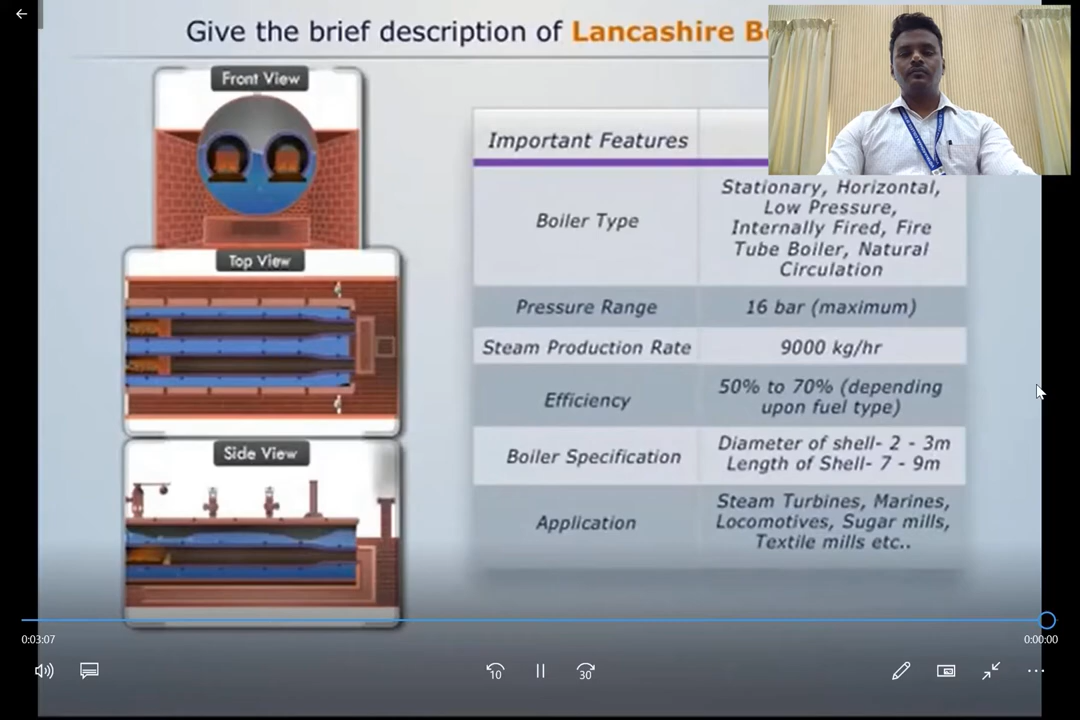 Give the brief description of Lancashire
Front View
Top View
Side View
Important Features
Boiler Type
Stationary, Horizontal,
Low Pressure,
Internally Fired, Fire
Tube Boiler, Natural
Circulation
Pressure Range
16 bar (maximum)
Steam Production Rate
9000 kg/hr
Efficiency
50% to 70% (depending
upon fuel type)
Boiler Specification
Diameter of shell- 2 - 3m
Length of Shell- 7 - 9m
Application
Steam Turbines, Marines,
Locomotives, Sugar mills,
Textile mills etc..
0:03:07
0:00:00
10
30